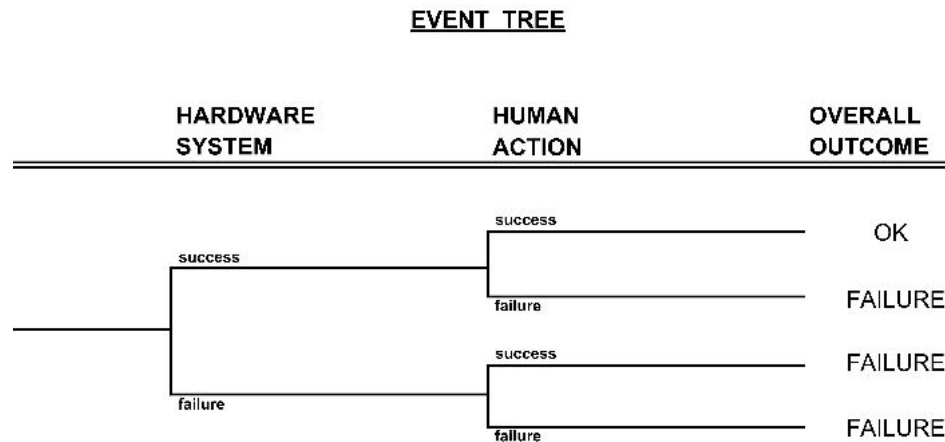 EVENT TREE
HARDWARE SYSTEM
HUMAN ACTION
OVERALL OUTCOME
success
OK
success
failure
FAILURE
success
FAILURE
failure
failure
FAILURE